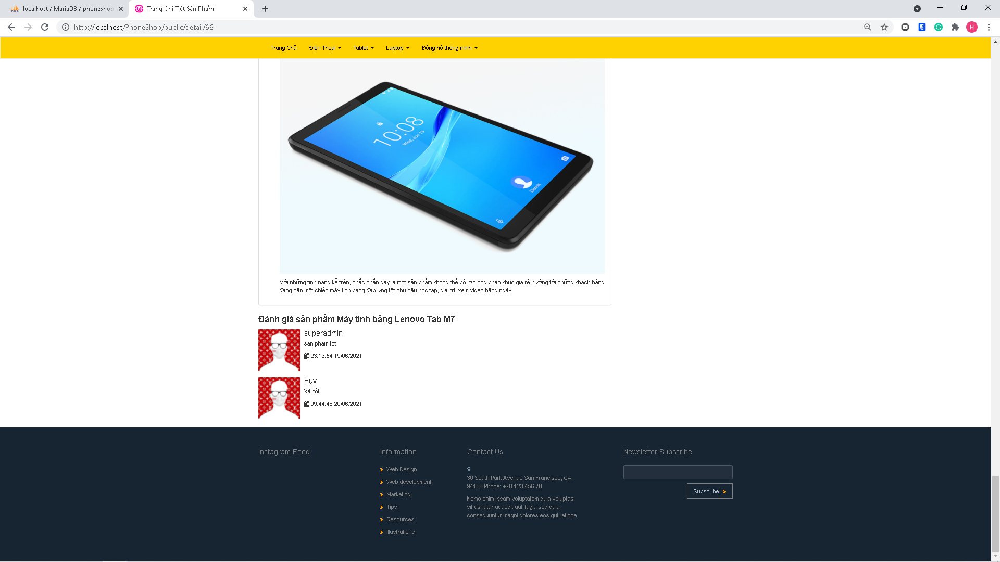 localhost / MariaDB / phoneshop
Trang Chi Tiết Sản Phẩm
http://localhost/PhoneShop/public/detail/66
H
Trang Chủ
Điện Thoại
Tablet
Laptop
Đồng hồ thông minh
10:08
Wed, Jun 19
Dennis
Với những tính năng kể trên, chắc chắn đây là một sản phẩm không thể bỏ lỡ trong phân khúc giá rẻ hướng tới những khách hàng
đang cần một chiếc máy tính bảng đáp ứng tốt nhu cầu học tập, giải trí, xem video hằng ngày.
Đánh giá sản phẩm Máy tính bảng Lenovo Tab M7
superadmin
san pham tot
23:13:54 19/06/2021
Huy
Xài tốt!
09:44:48 20/06/2021
Instagram Feed
Information
Web Design
Web development
Marketing
Tips
Resources
Illustrations
Contact Us
30 South Park Avenue San Francisco, CA
94108 Phone: +78 123 456 78
Nemo enim ipsam voluptatem quia voluptas
sit asnatur aut odit aut fugit, sed quia
consequuntur magni dolores eos qui ratione.
Newsletter Subscribe
Subscribe